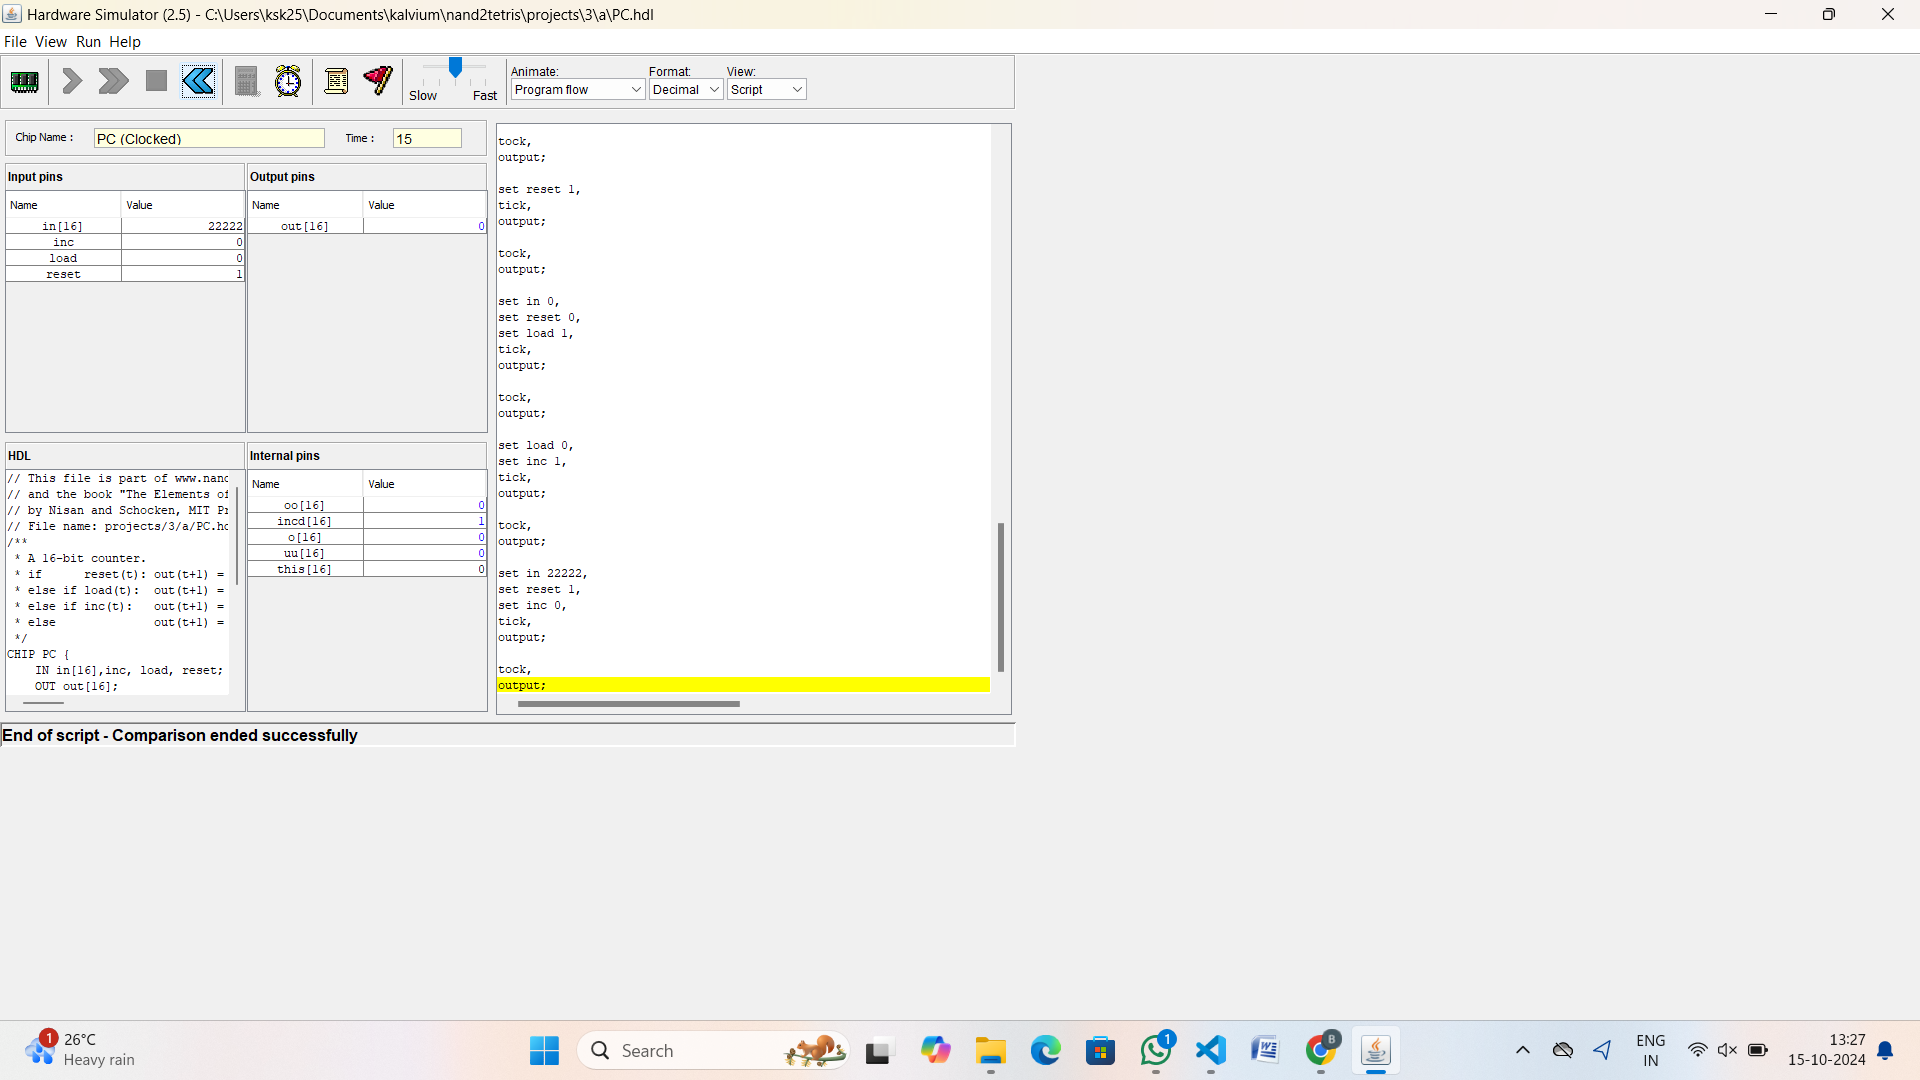 Hardware Simulator (2.5) - C:\Users\ksk25\Documents\kalvium\nand2tetris\projects\3\a\PC.hdl
File View Run Help
Slow Fast
Animate: Format: View:
Program flow Decimal Script
Chip Name : PC (Clocked) Time : 15
Input pins
Name Value
in[16] 22222
inc 0
load 0
reset 1
Output pins
Name Value
out[16] 0
HDL
// This file is part of www.nand
// and the book "The Elements of
// by Nisan and Schocken, MIT Pr
// File name: projects/3/a/PC.hd
/**
* A 16-bit counter.
* if reset(t): out(t+1) =
* else if load(t): out(t+1) =
* else if inc(t): out(t+1) =
* else out(t+1) =
*/
CHIP PC {
IN in[16],inc, load, reset;
OUT out[16];
Internal pins
Name Value
oo[16] 0
incd[16] 1
o[16] 0
uu[16] 0
this[16] 0
tock,
output;
set reset 1,
tick,
output;
tock,
output;
set in 0,
set reset 0,
set load 1,
tick,
output;
tock,
output;
set load 0,
set inc 1,
tick,
output;
tock,
output;
set in 22222,
set reset 1,
set inc 0,
tick,
output;
tock,
output;
End of script - Comparison ended successfully
1
26°C
Heavy rain
Search
1
B
ENG
IN
13:27
15-10-2024